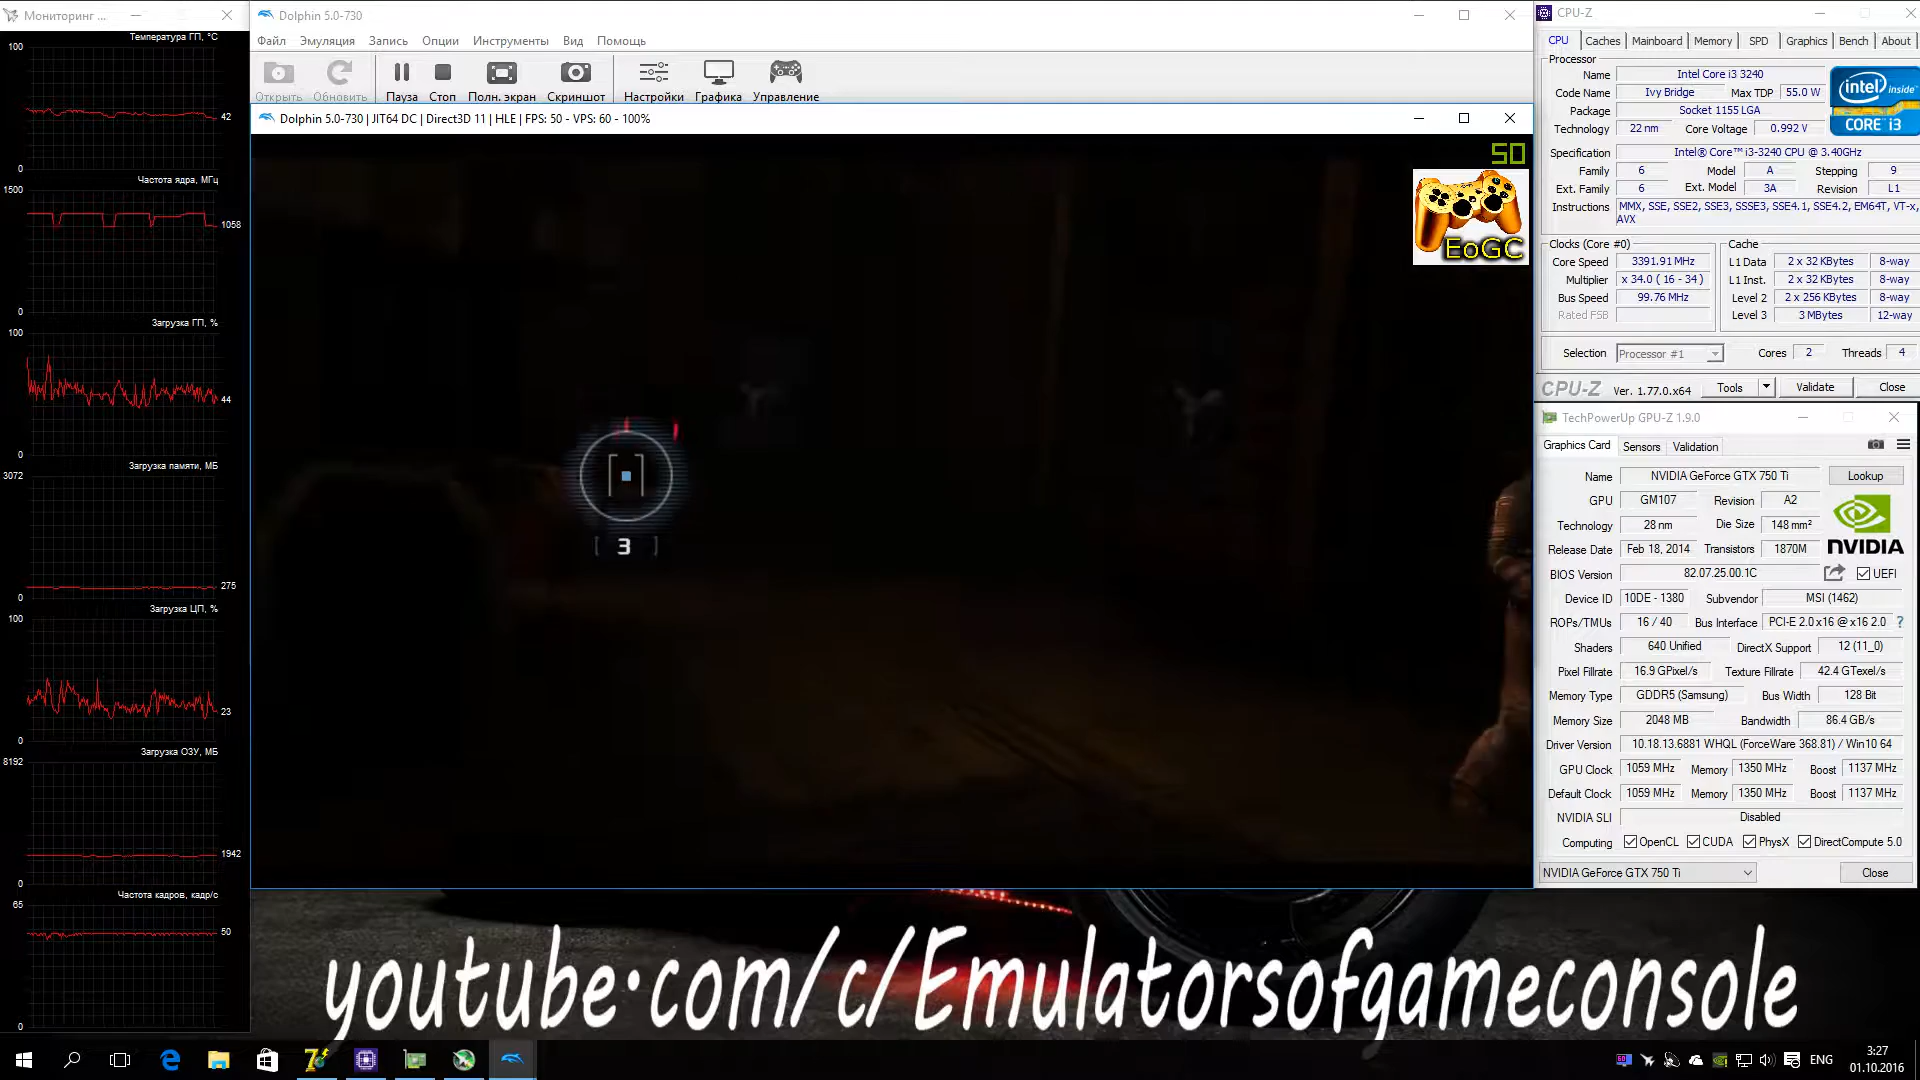 Мониторинг ...
Температура ГП, °C
100
42
0
Частота ядра, МГц
1500
1058
0
Загрузка ГП, %
100
44
0
Загрузка памяти, МБ
3072
275
0
Загрузка ЦП, %
100
23
0
Загрузка ОЗУ, МБ
8192
1942
0
Частота кадров, кадр/с
65
50
0
Dolphin 5.0-730
Файл Эмуляция Запись Опции Инструменты Вид Помощь
Открыть Обновить Пауза Стоп Полн. экран Скриншот Настройки Графика Управление
Dolphin 5.0-730 | JIT64 DC | Direct3D 11 | HLE | FPS: 50 - VPS: 60 - 100%
50
EoGC
3
CPU-Z
CPU Caches Mainboard Memory SPD Graphics Bench About
Processor
Name Intel Core i3 3240
Code Name Ivy Bridge Max TDP 55.0 W
Package Socket 1155 LGA
Technology 22 nm Core Voltage 0.992 V
intel inside
CORE i3
Specification Intel® Core™ i3-3240 CPU @ 3.40GHz
Family 6 Model A Stepping 9
Ext. Family 6 Ext. Model 3A Revision L1
Instructions MMX, SSE, SSE2, SSE3, SSSE3, SSE4.1, SSE4.2, EM64T, VT-x,
AVX
Clocks (Core #0) Cache
Core Speed 3391.91 MHz L1 Data 2 x 32 KBytes 8-way
Multiplier x 34.0 ( 16 - 34 ) L1 Inst. 2 x 32 KBytes 8-way
Bus Speed 99.76 MHz Level 2 2 x 256 KBytes 8-way
Rated FSB Level 3 3 MBytes 12-way
Selection Processor #1 Cores 2 Threads 4
CPU-Z Ver. 1.77.0.x64 Tools Validate Close
TechPowerUp GPU-Z 1.9.0
Graphics Card Sensors Validation
Name NVIDIA GeForce GTX 750 Ti Lookup
GPU GM107 Revision A2
Technology 28 nm Die Size 148 mm²
Release Date Feb 18, 2014 Transistors 1870M
NVIDIA
BIOS Version 82.07.25.00.1C UEFI
Device ID 10DE - 1380 Subvendor MSI (1462)
ROPs/TMUs 16 / 40 Bus Interface PCI-E 2.0 x16 @ x16 2.0 ?
Shaders 640 Unified DirectX Support 12 (11_0)
Pixel Fillrate 16.9 GPixel/s Texture Fillrate 42.4 GTexel/s
Memory Type GDDR5 (Samsung) Bus Width 128 Bit
Memory Size 2048 MB Bandwidth 86.4 GB/s
Driver Version 10.18.13.6881 WHQL (ForceWare 368.81) / Win10 64
GPU Clock 1059 MHz Memory 1350 MHz Boost 1137 MHz
Default Clock 1059 MHz Memory 1350 MHz Boost 1137 MHz
NVIDIA SLI Disabled
Computing OpenCL CUDA PhysX DirectCompute 5.0
NVIDIA GeForce GTX 750 Ti Close
youtube.com/c/Emulatorsofgameconsole
ENG
3:27
01.10.2016